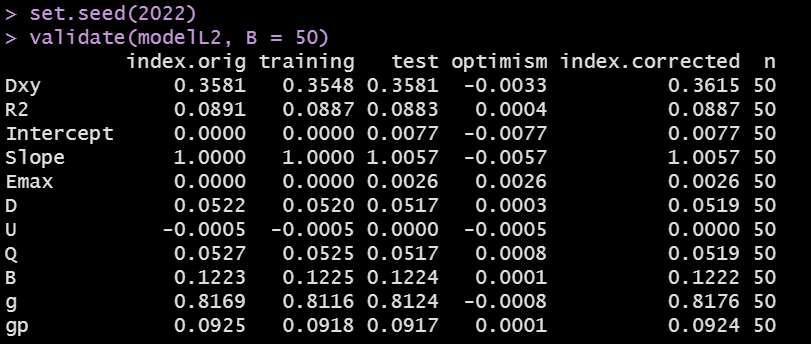 > set.seed(2022)
> validate(modelL2, B = 50)
          index.orig training   test optimism index.corrected  n
Dxy           0.3581   0.3548 0.3581  -0.0033          0.3615 50
R2            0.0891   0.0887 0.0883   0.0004          0.0887 50
Intercept     0.0000   0.0000 0.0077  -0.0077          0.0077 50
Slope         1.0000   1.0000 1.0057  -0.0057          1.0057 50
Emax          0.0000   0.0000 0.0026   0.0026          0.0026 50
D             0.0522   0.0520 0.0517   0.0003          0.0519 50
U            -0.0005  -0.0005 0.0000  -0.0005          0.0000 50
Q             0.0527   0.0525 0.0517   0.0008          0.0519 50
B             0.1223   0.1225 0.1224   0.0001          0.1222 50
g             0.8169   0.8116 0.8124  -0.0008          0.8176 50
gp            0.0925   0.0918 0.0917   0.0001          0.0924 50